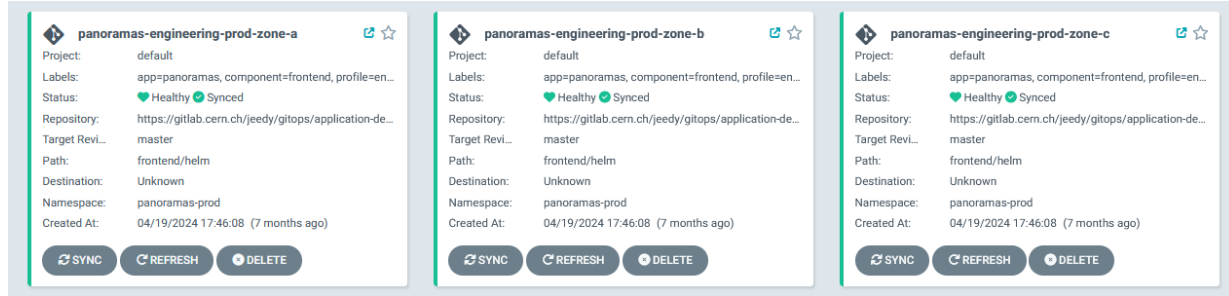 panoramas-engineering-prod-zone-a
Project: default
Labels: app=panoramas, component=frontend, profile=en...
Status: Healthy Synced
Repository: https://gitlab.cern.ch/jeedy/gitops/application-de...
Target Revi... master
Path: frontend/helm
Destination: Unknown
Namespace: panoramas-prod
Created At: 04/19/2024 17:46:08 (7 months ago)
SYNC REFRESH DELETE
panoramas-engineering-prod-zone-b
Project: default
Labels: app=panoramas, component=frontend, profile=en...
Status: Healthy Synced
Repository: https://gitlab.cern.ch/jeedy/gitops/application-de...
Target Revi... master
Path: frontend/helm
Destination: Unknown
Namespace: panoramas-prod
Created At: 04/19/2024 17:46:08 (7 months ago)
SYNC REFRESH DELETE
panoramas-engineering-prod-zone-c
Project: default
Labels: app=panoramas, component=frontend, profile=en...
Status: Healthy Synced
Repository: https://gitlab.cern.ch/jeedy/gitops/application-de...
Target Revi... master
Path: frontend/helm
Destination: Unknown
Namespace: panoramas-prod
Created At: 04/19/2024 17:46:08 (7 months ago)
SYNC REFRESH DELETE